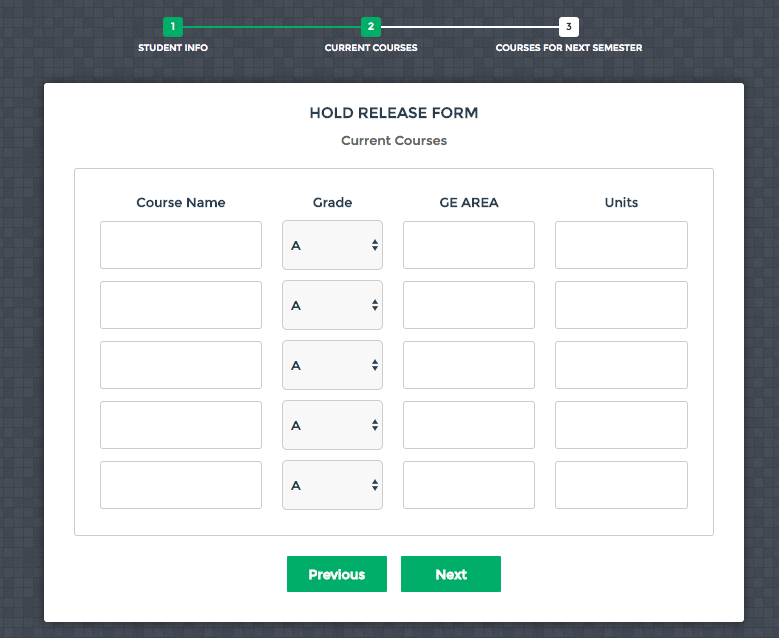 1 2 3
STUDENT INFO CURRENT COURSES COURSES FOR NEXT SEMESTER
HOLD RELEASE FORM
Current Courses
Course Name Grade GE AREA Units
A
A
A
A
A
Previous Next